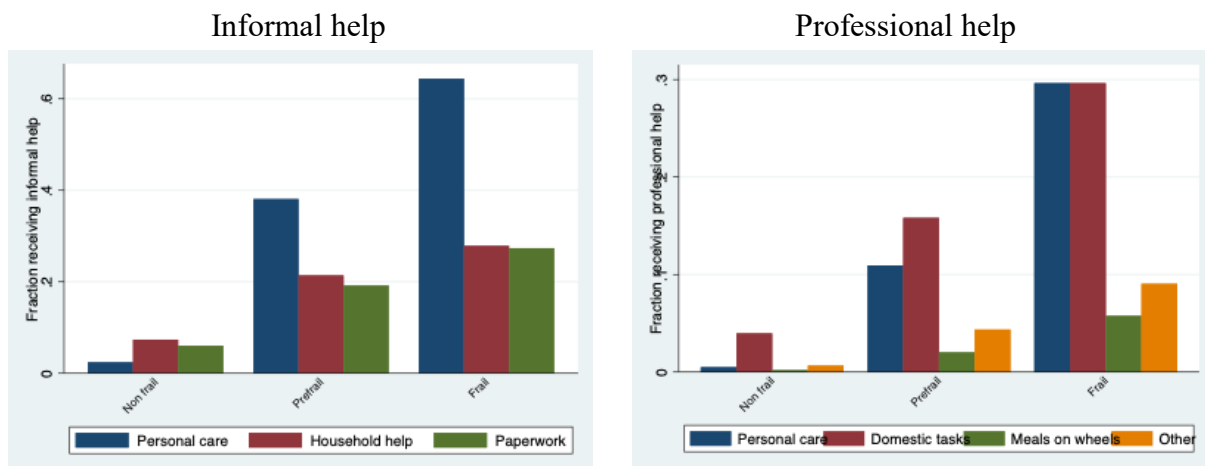 Informal help
Fraction receiving informal help
.6
.4
.2
0
Non frail
Prefrail
Frail
Personal care
Household help
Paperwork
Professional help
Fraction receiving professional help
.3
.2
.1
0
Non frail
Prefrail
Frail
Personal care
Domestic tasks
Meals on wheels
Other